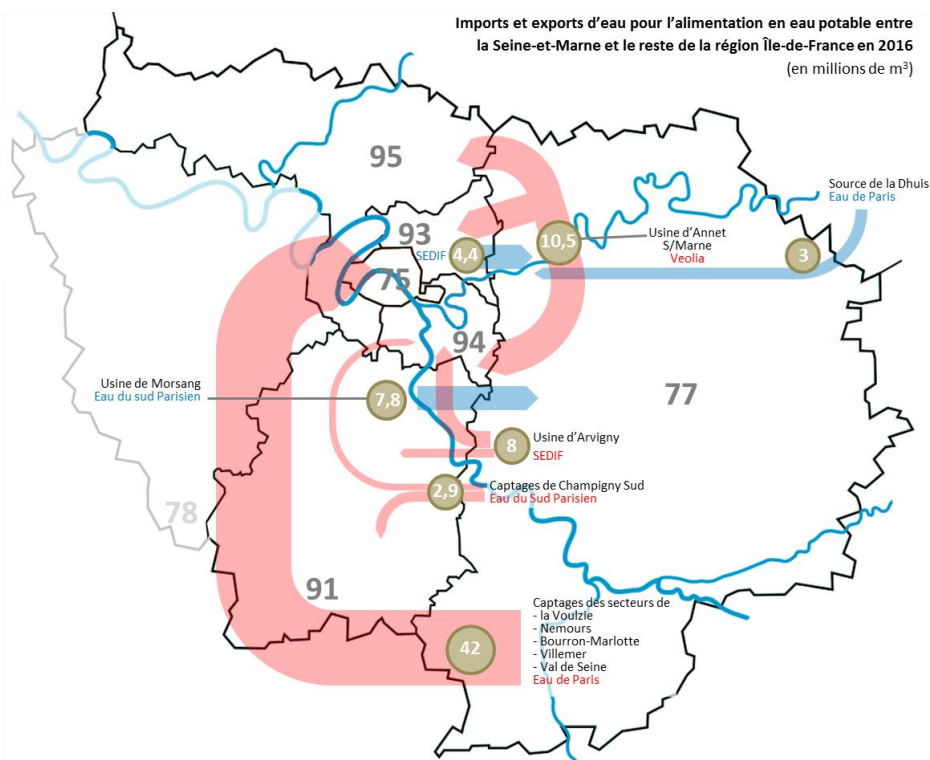 Imports et exports d’eau pour l’alimentation en eau potable entre
la Seine-et-Marne et le reste de la région Île-de-France en 2016
(en millions de m³)
95
Source de la Dhuis
Eau de Paris
93
SEDIF
4,4
10,5
Usine d’Annet
S/Marne
Veolia
3
75
94
77
Usine de Morsang
Eau du sud Parisien
7,8
8
Usine d’Arvigny
SEDIF
2,9
Captages de Champigny Sud
Eau du Sud Parisien
78
91
42
Captages des secteurs de
- la Voulzie
- Nemours
- Bourron-Marlotte
- Villemer
- Val de Seine
Eau de Paris